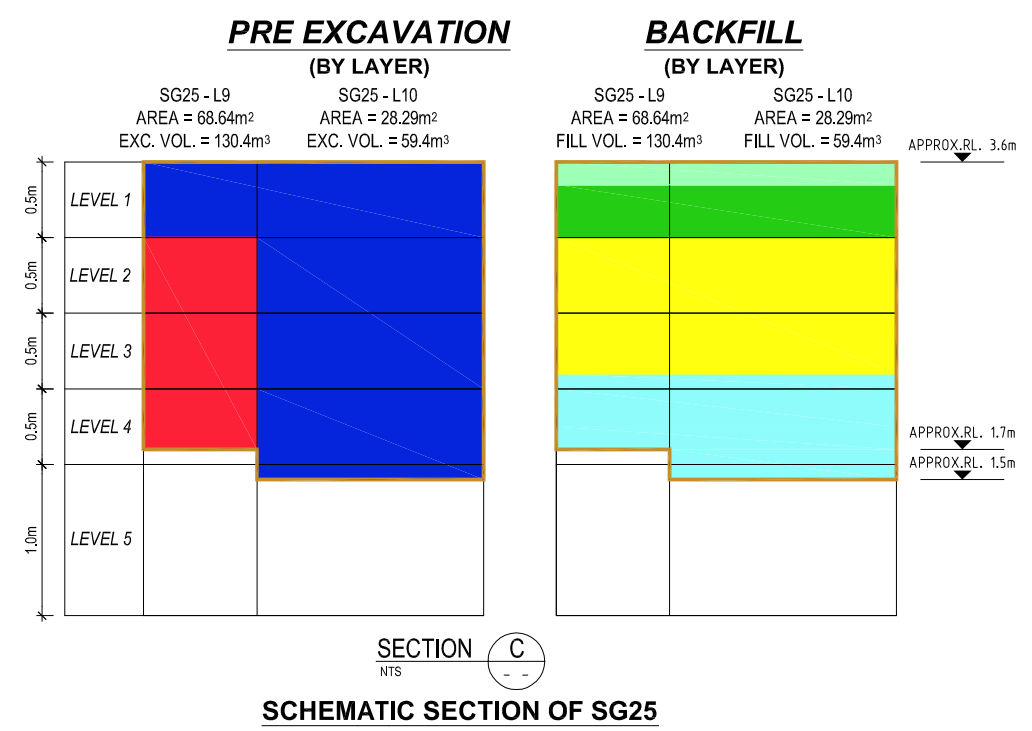 PRE EXCAVATION
(BY LAYER)
SG25 - L9
AREA = 68.64m²
EXC. VOL. = 130.4m³
SG25 - L10
AREA = 28.29m²
EXC. VOL. = 59.4m³
BACKFILL
(BY LAYER)
SG25 - L9
AREA = 68.64m²
FILL VOL. = 130.4m³
SG25 - L10
AREA = 28.29m²
FILL VOL. = 59.4m³
APPROX.RL. 3.6m
0.5m
LEVEL 1
0.5m
LEVEL 2
0.5m
LEVEL 3
0.5m
LEVEL 4
APPROX.RL. 1.7m
APPROX.RL. 1.5m
1.0m
LEVEL 5
SECTION
C
NTS
- -
SCHEMATIC SECTION OF SG25